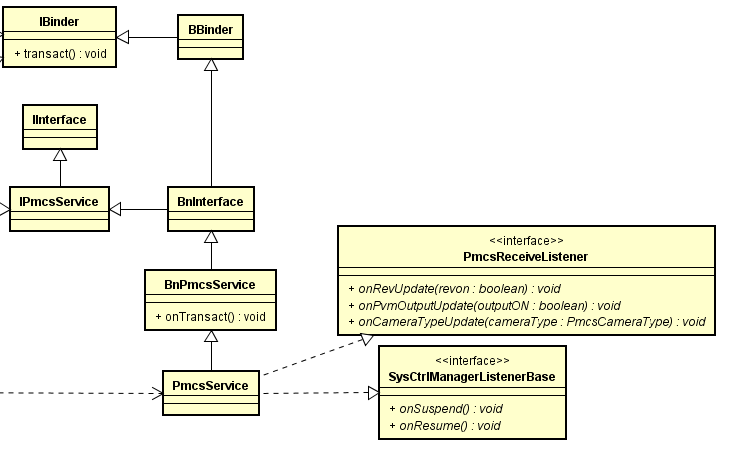 IBinder
+ transact() : void
BBinder
IInterface
IPmcsService
BnInterface
BnPmcsService
+ onTransact() : void
PmcsService
<<interface>>
PmcsReceiveListener
+ onRevUpdate(revon : boolean) : void
+ onPvmOutputUpdate(outputON : boolean) : void
+ onCameraTypeUpdate(cameraType : PmcsCameraType) : void
<<interface>>
SysCtrlManagerListenerBase
+ onSuspend() : void
+ onResume() : void